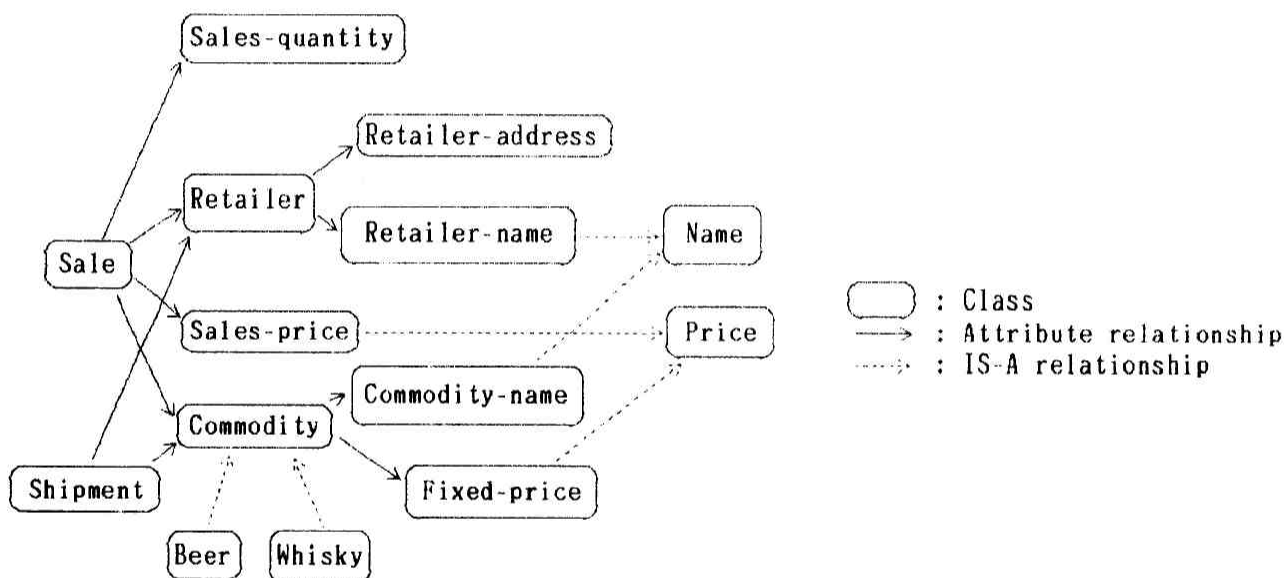 Sales-quantity
Retailer-address
Retailer
Retailer-name
Name
Sale
Sales-price
Price
Commodity-name
Commodity
Shipment
Fixed-price
Beer
Whisky
: Class
: Attribute relationship
: IS-A relationship